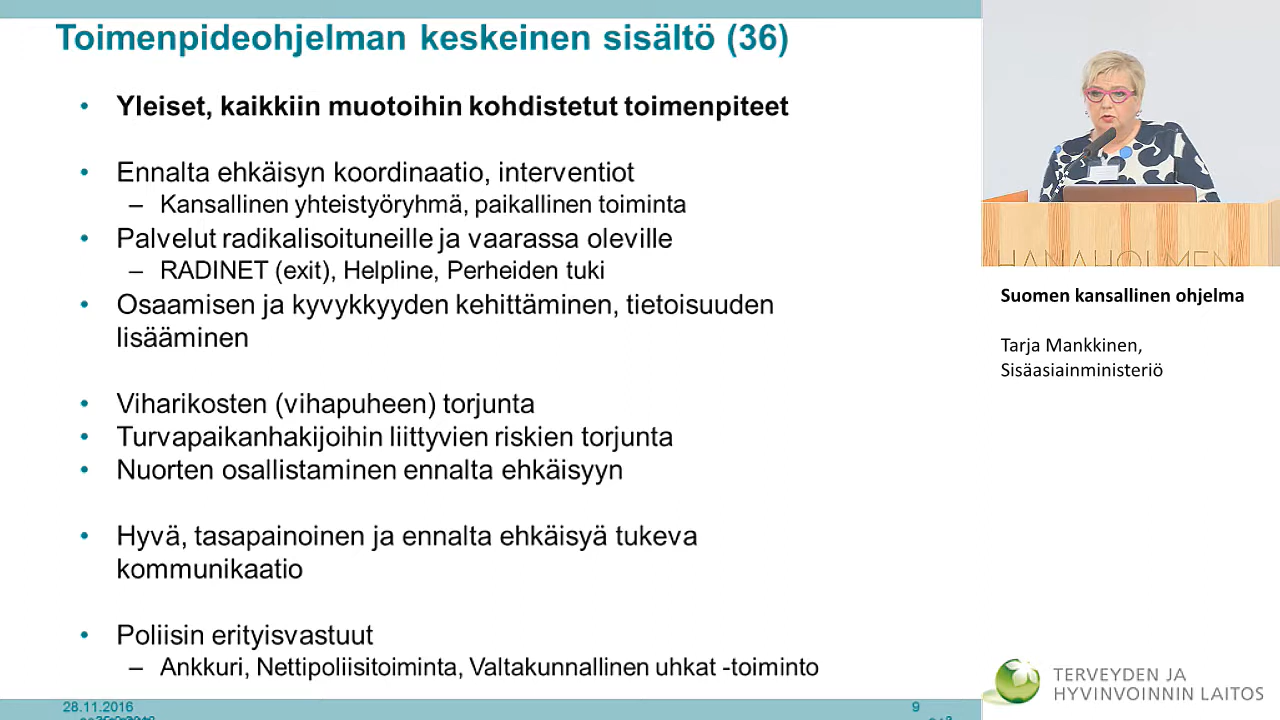 Toimenpideohjelman keskeinen sisältö (36)
• Yleiset, kaikkiin muotoihin kohdistetut toimenpiteet
• Ennalta ehkäisyn koordinaatio, interventiot
– Kansallinen yhteistyöryhmä, paikallinen toiminta
• Palvelut radikalisoituneille ja vaarassa oleville
– RADINET (exit), Helpline, Perheiden tuki
• Osaamisen ja kyvykkyyden kehittäminen, tietoisuuden
lisääminen
• Viharikosten (vihapuheen) torjunta
• Turvapaikanhakijoihin liittyvien riskien torjunta
• Nuorten osallistaminen ennalta ehkäisyyn
• Hyvä, tasapainoinen ja ennalta ehkäisyä tukeva
kommunikaatio
• Poliisin erityisvastuut
– Ankkuri, Nettipoliisitoiminta, Valtakunnallinen uhkat -toiminto
28.11.2016
9
HANAHOLMEN
Suomen kansallinen ohjelma
Tarja Mankkinen,
Sisäasiainministeriö
TERVEYDEN JA
HYVINVOINNIN LAITOS